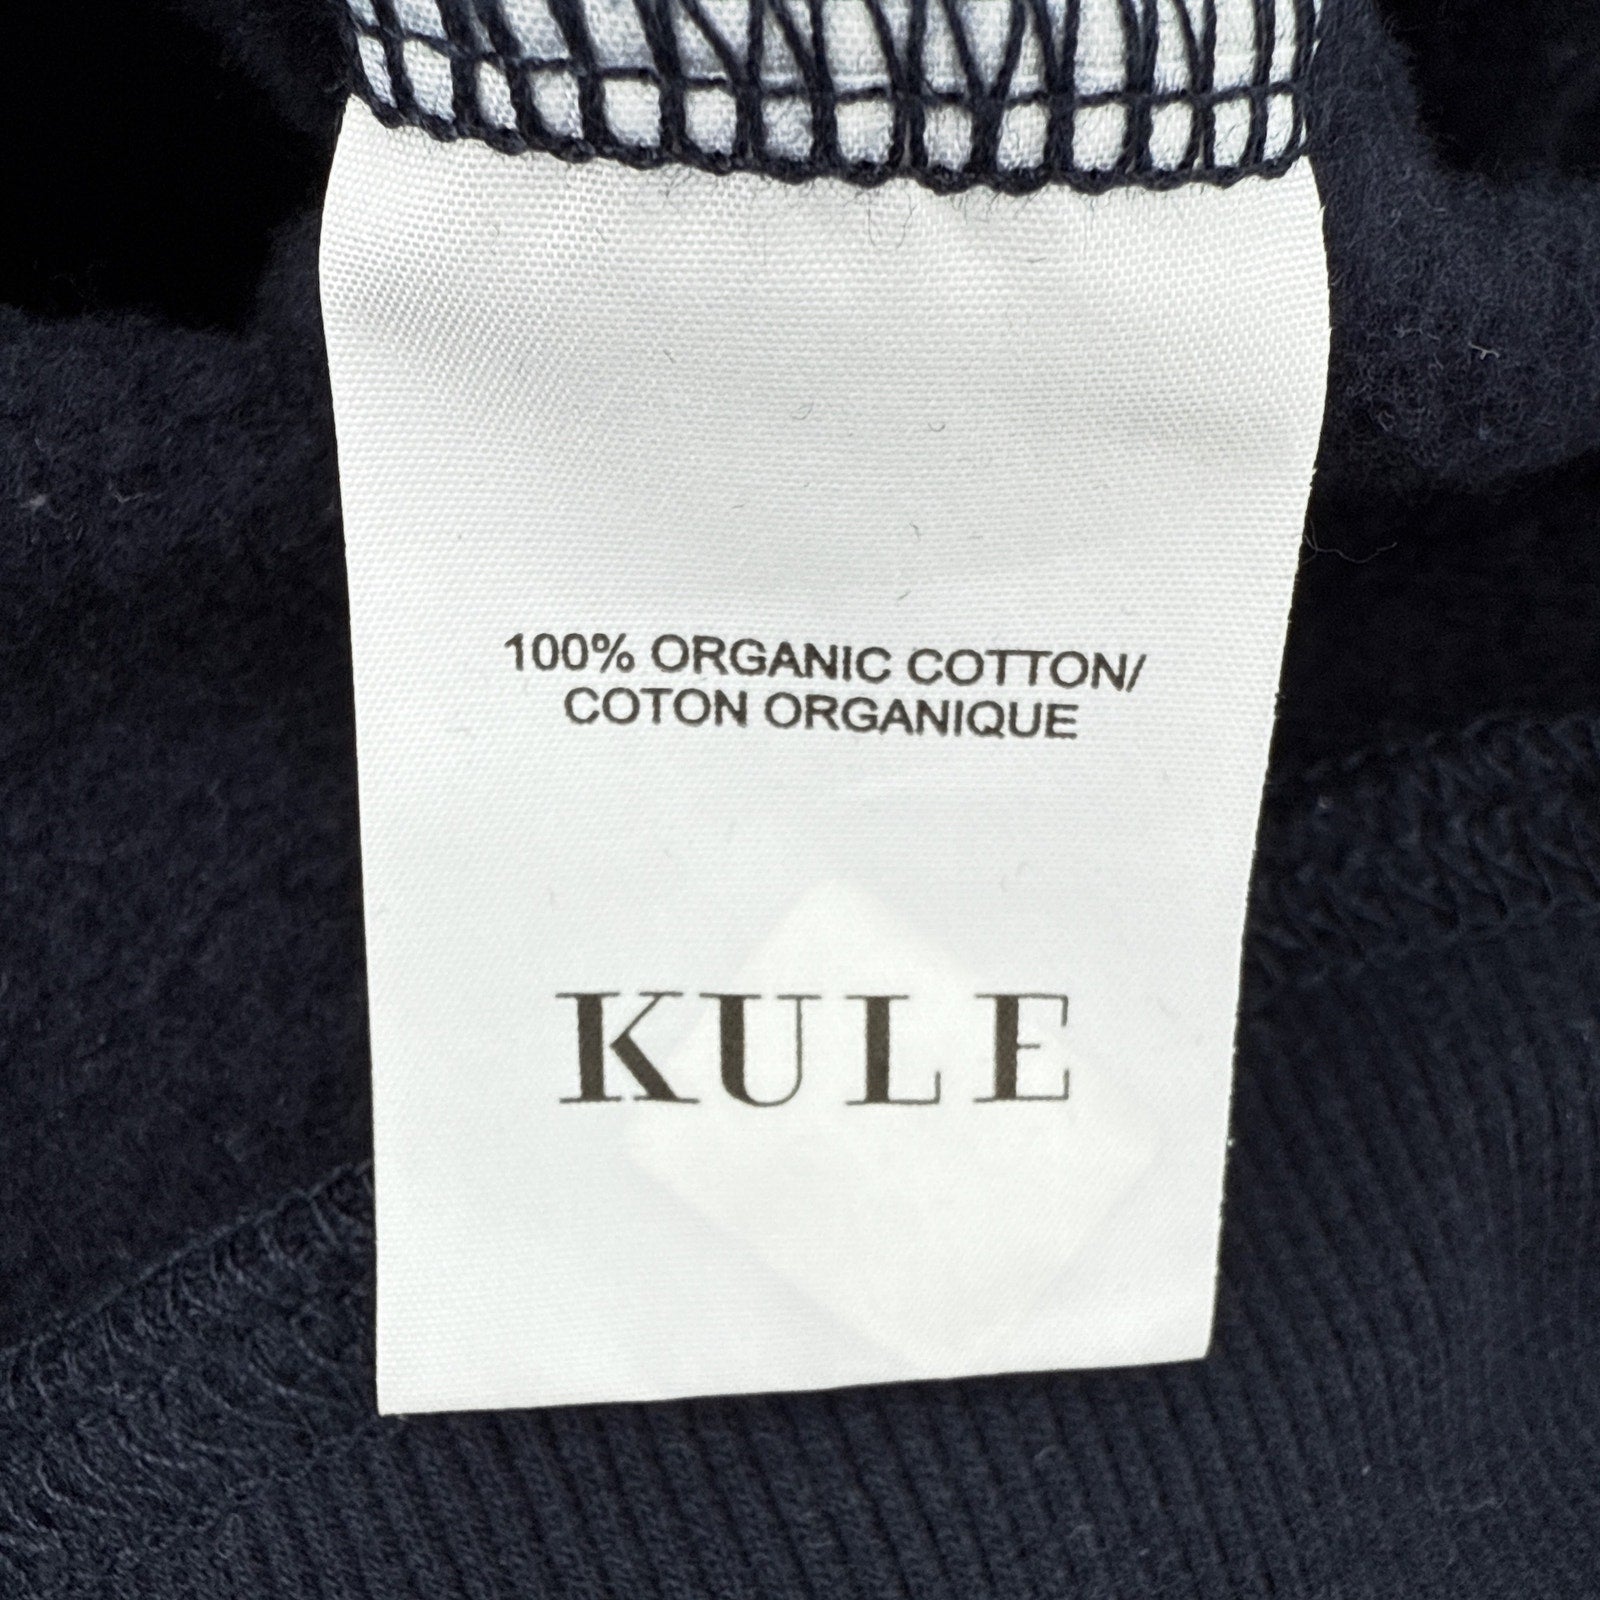 100% ORGANIC COTTON/
COTON ORGANIQUE
KULE